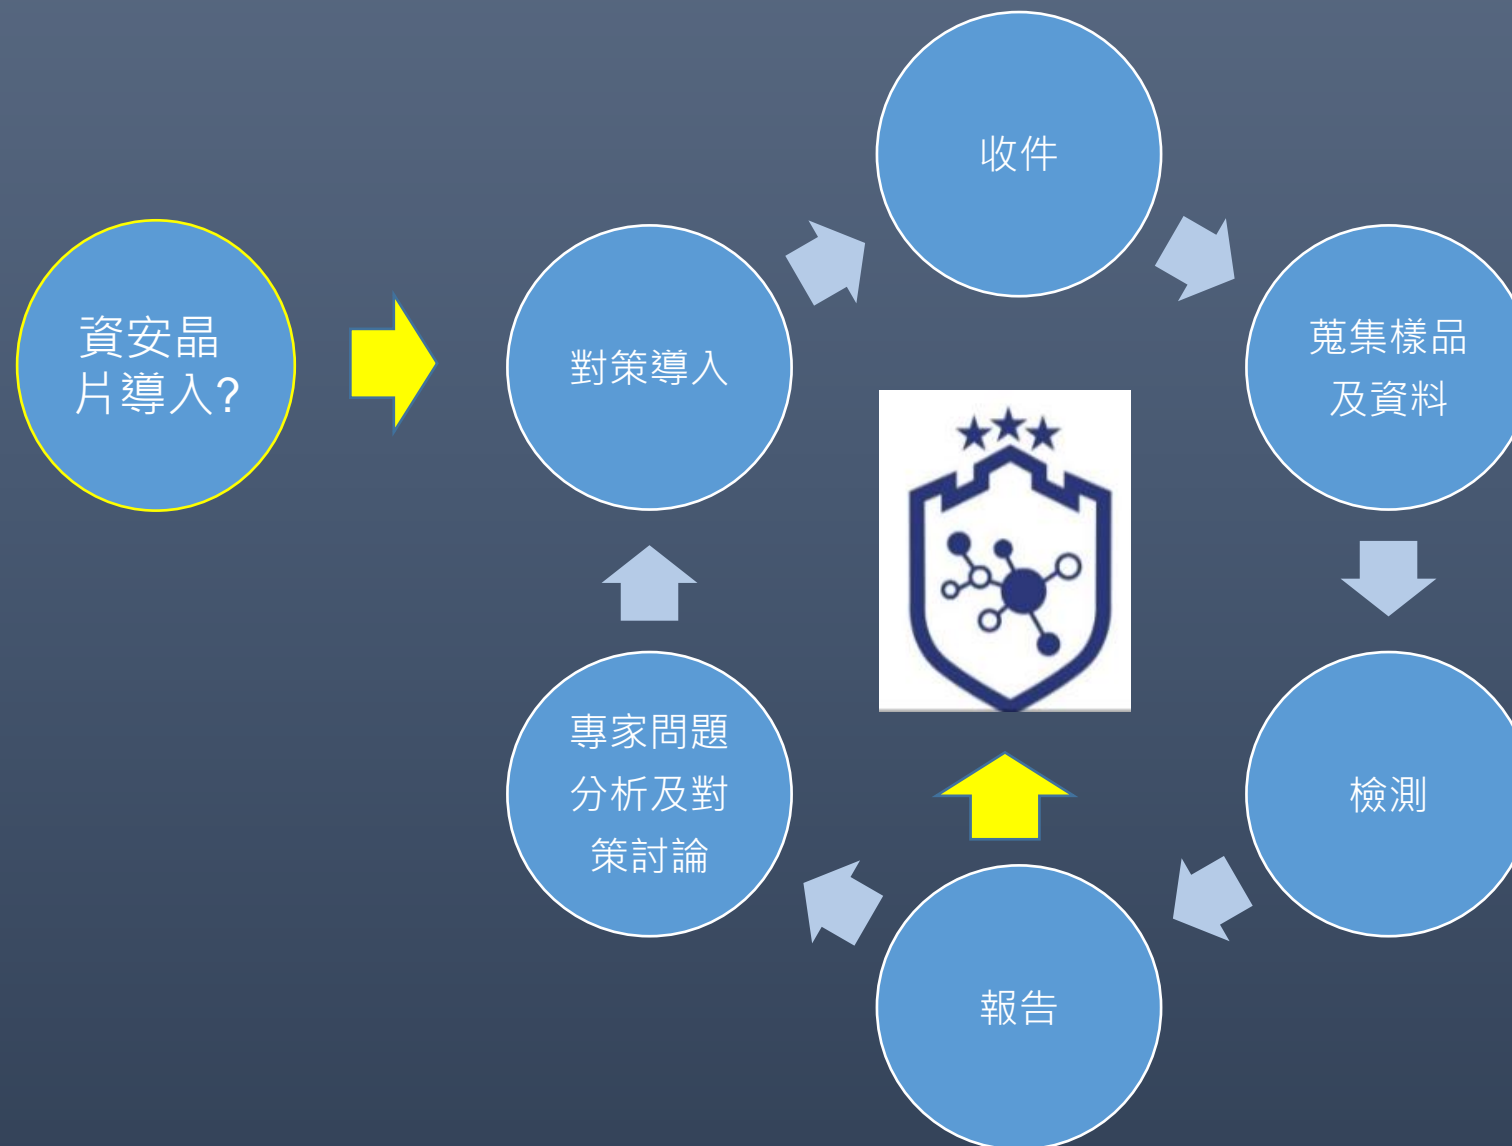 收件
蒐集樣品
及資料
檢測
報告
專家問題
分析及對
策討論
對策導入
資安晶
片導入?